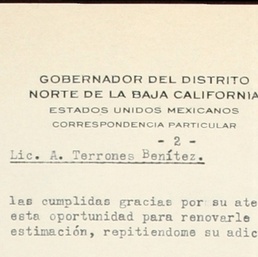 GOBERNADOR DEL DISTRITO
NORTE DE LA BAJA CALIFORNIA
ESTADOS UNIDOS MEXICANOS
CORRESPONDENCIA PARTICULAR
- 2 -
Lic. A. Terrones Benítez.
las cumplidas gracias por su ate
esta oportunidad para renovarle
estimación, repitiendome su adic